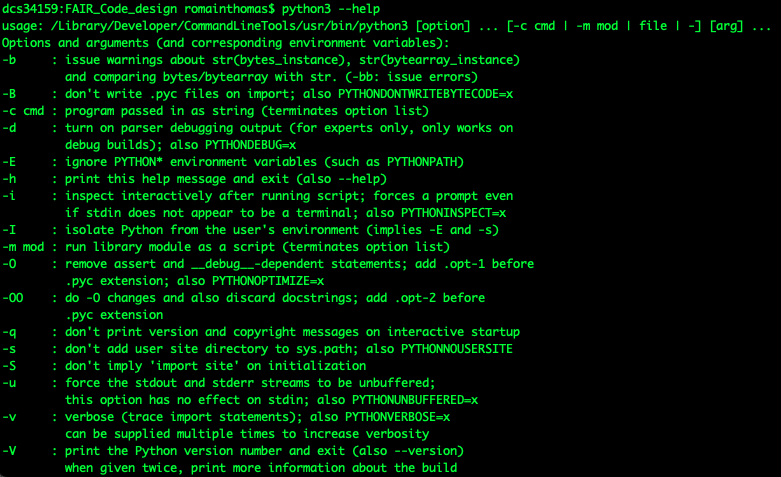 dcs34159:FAIR_Code_design romainthomas$ python3 --help
usage: /Library/Developer/CommandLineTools/usr/bin/python3 [option] ... [-c cmd | -m mod | file | -] [arg] ...
Options and arguments (and corresponding environment variables):
-b     : issue warnings about str(bytes_instance), str(bytearray_instance)
         and comparing bytes/bytearray with str. (-bb: issue errors)
-B     : don't write .pyc files on import; also PYTHONDONTWRITEBYTECODE=x
-c cmd : program passed in as string (terminates option list)
-d     : turn on parser debugging output (for experts only, only works on
         debug builds); also PYTHONDEBUG=x
-E     : ignore PYTHON* environment variables (such as PYTHONPATH)
-h     : print this help message and exit (also --help)
-i     : inspect interactively after running script; forces a prompt even
         if stdin does not appear to be a terminal; also PYTHONINSPECT=x
-I     : isolate Python from the user's environment (implies -E and -s)
-m mod : run library module as a script (terminates option list)
-O     : remove assert and __debug__-dependent statements; add .opt-1 before
         .pyc extension; also PYTHONOPTIMIZE=x
-OO    : do -O changes and also discard docstrings; add .opt-2 before
         .pyc extension
-q     : don't print version and copyright messages on interactive startup
-s     : don't add user site directory to sys.path; also PYTHONNOUSERSITE
-S     : don't imply 'import site' on initialization
-u     : force the stdout and stderr streams to be unbuffered;
         this option has no effect on stdin; also PYTHONUNBUFFERED=x
-v     : verbose (trace import statements); also PYTHONVERBOSE=x
         can be supplied multiple times to increase verbosity
-V     : print the Python version number and exit (also --version)
         when given twice, print more information about the build